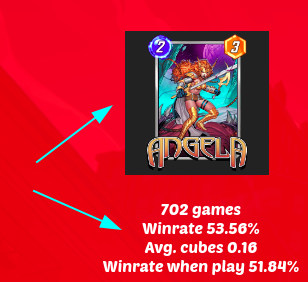 2 3
ANGELA
702 games
Winrate 53.56%
Avg. cubes 0.16
Winrate when play 51.84%